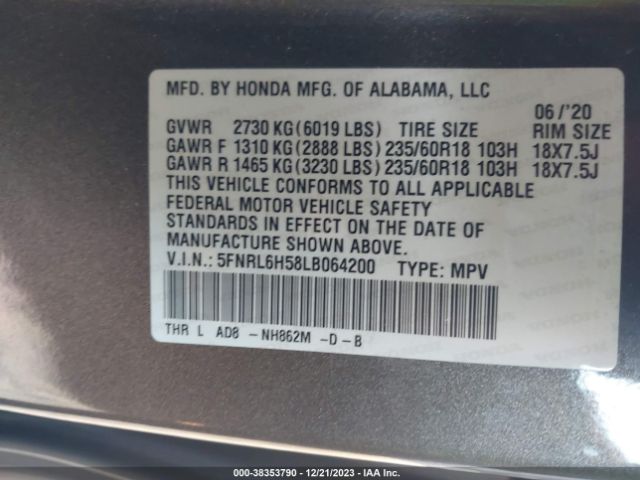 MFD. BY HONDA MFG. OF ALABAMA, LLC
06/'20
GVWR 2730 KG(6019 LBS) TIRE SIZE RIM SIZE
GAWR F 1310 KG(2888 LBS) 235/60R18 103H 18X7.5J
GAWR R 1465 KG(3230 LBS) 235/60R18 103H 18X7.5J
THIS VEHICLE CONFORMS TO ALL APPLICABLE
FEDERAL MOTOR VEHICLE SAFETY
STANDARDS IN EFFECT ON THE DATE OF
MANUFACTURE SHOWN ABOVE.
V.I.N.: 5FNRL6H58LB064200 TYPE: MPV
THR L AD8 -NH862M -D-B
000-38353790 - 12/21/2023 - IAA Inc.